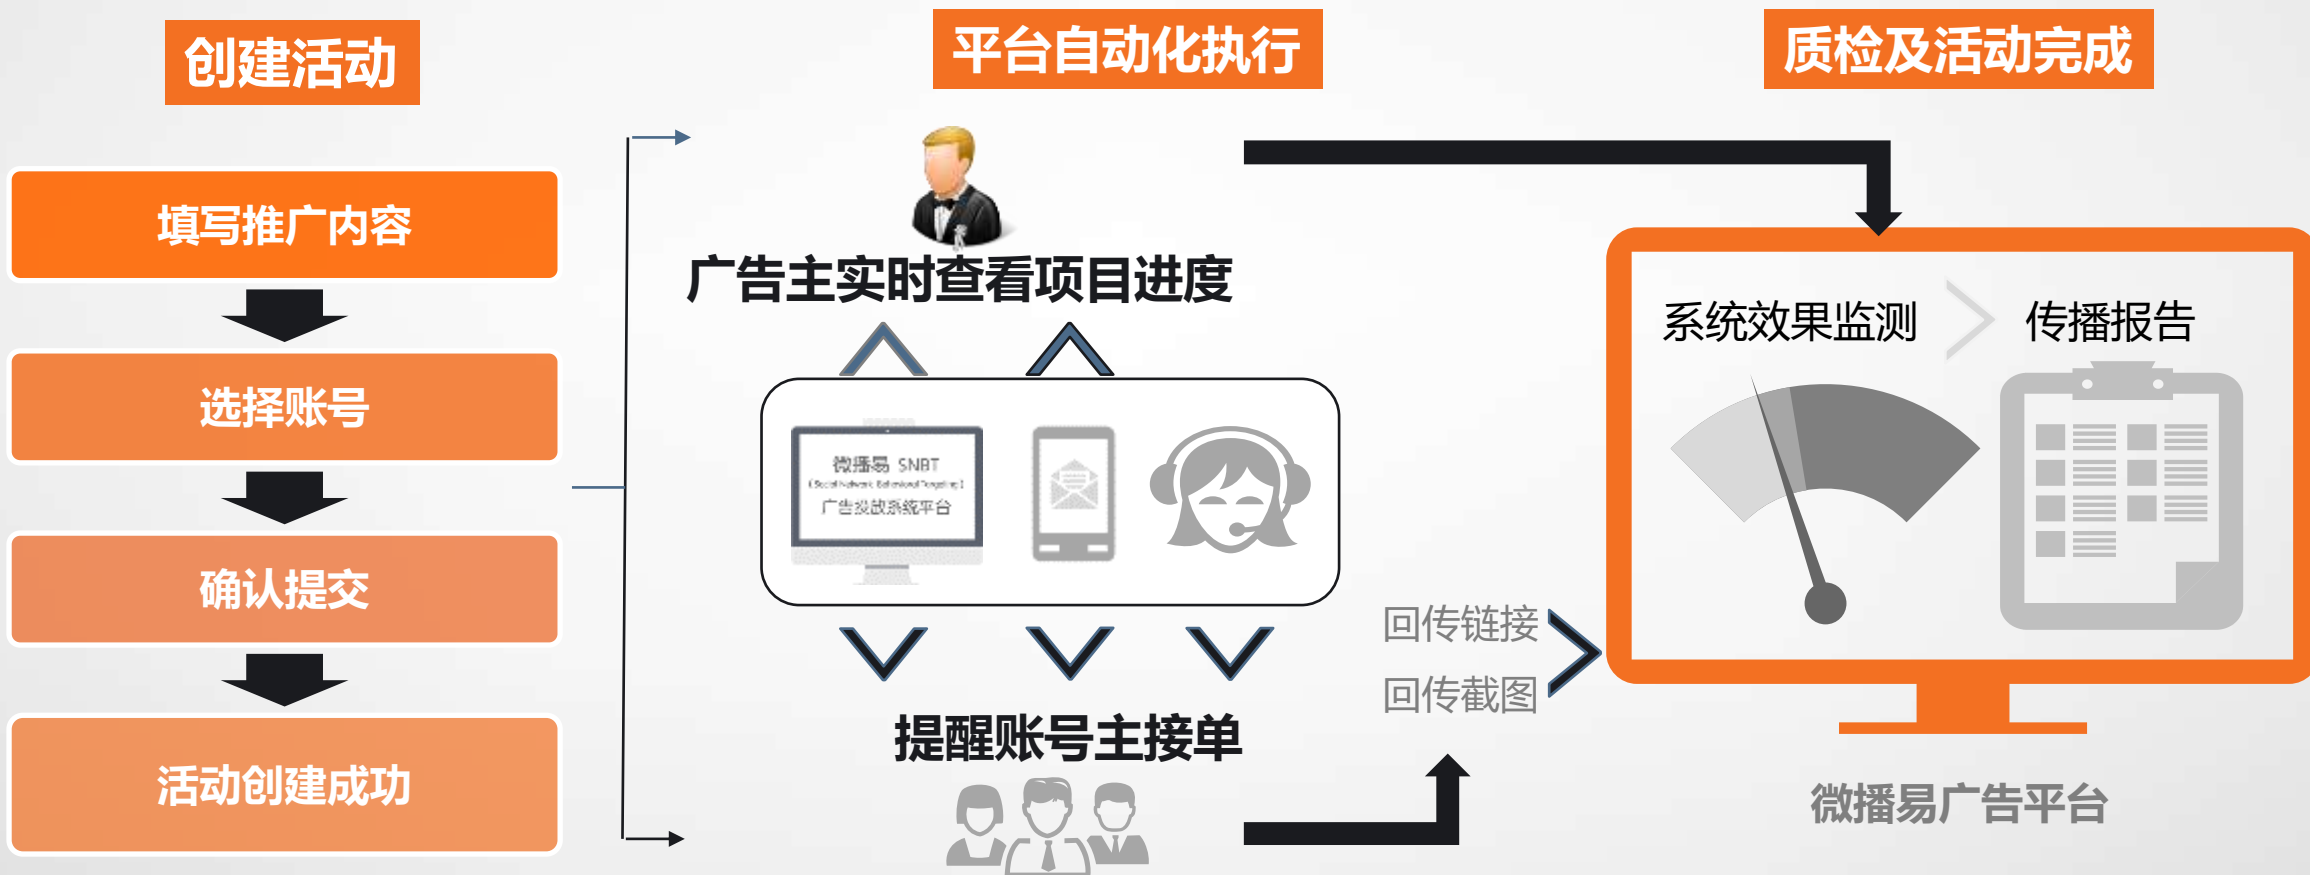 创建活动
填写推广内容
选择账号
确认提交
活动创建成功
平台自动化执行
广告主实时查看项目进度
微播易 SNBT
(Social Network Behavioral Targeting)
广告投放系统平台
提醒账号主接单
回传链接
回传截图
质检及活动完成
系统效果监测
传播报告
微播易广告平台